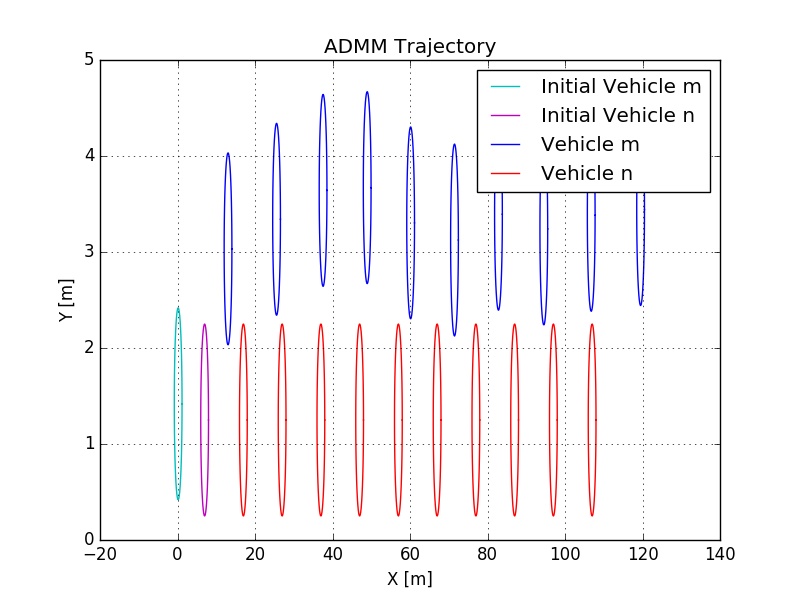 ADMM Trajectory
Initial Vehicle m
Initial Vehicle n
Vehicle m
Vehicle n
5
4
3
2
1
0
Y [m]
−20 0 20 40 60 80 100 120 140
X [m]